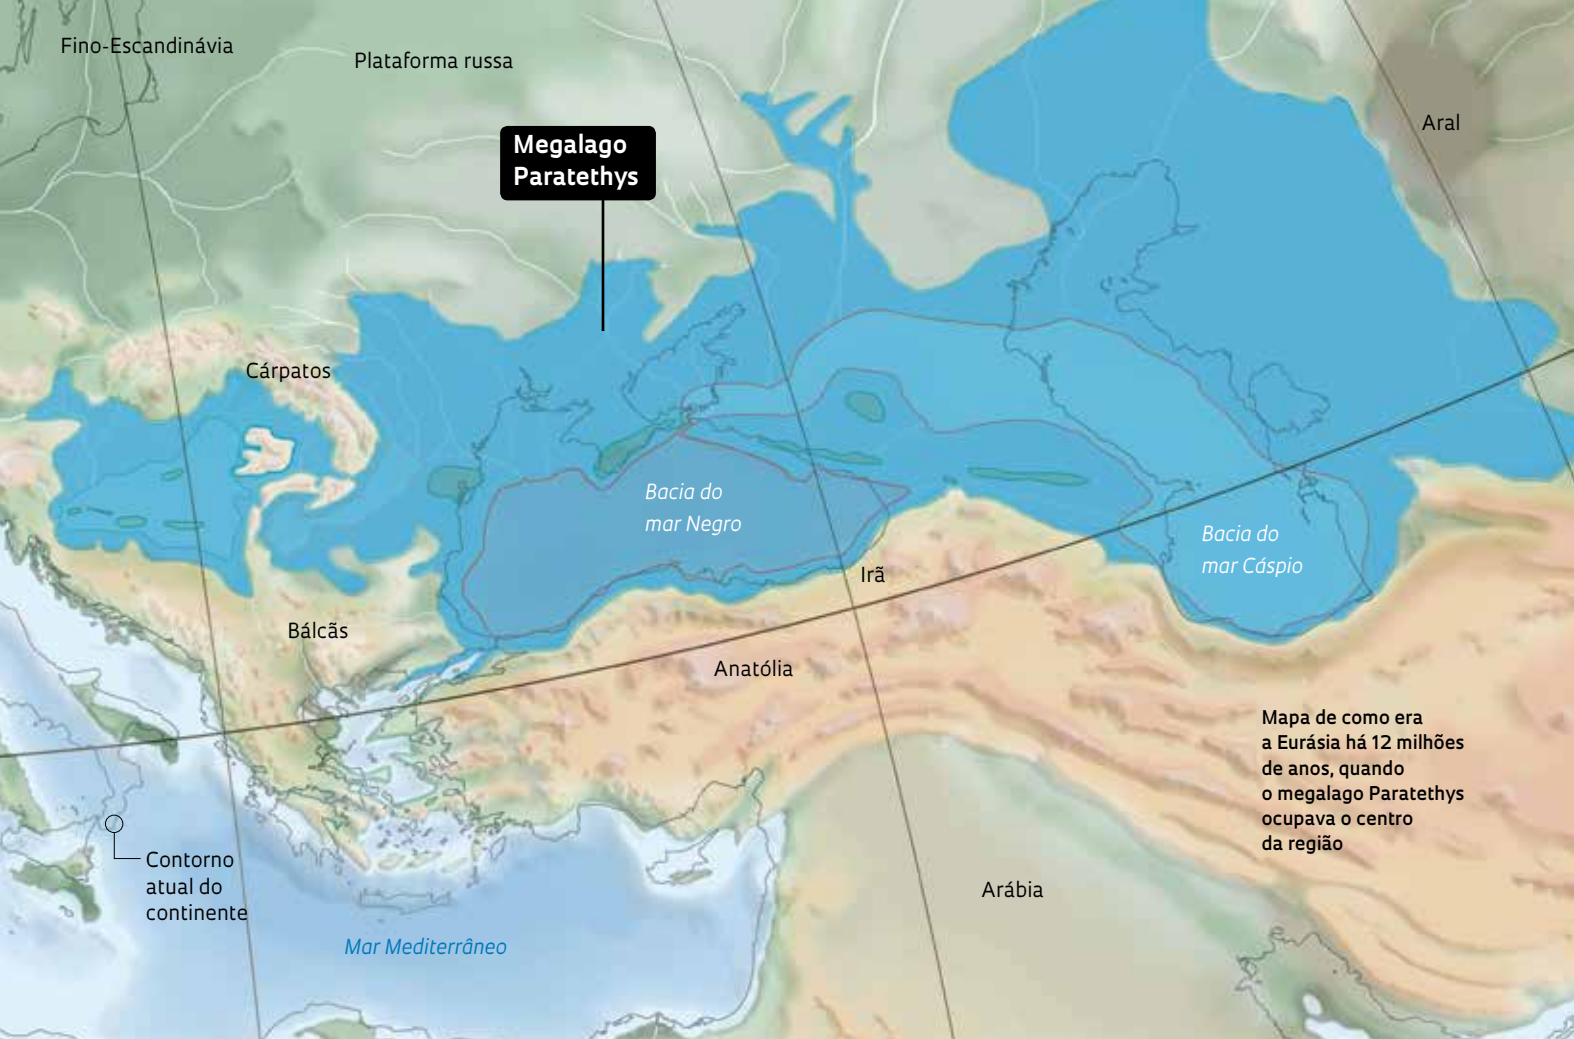 Fino-Escandinávia
Plataforma russa
Aral
Megalago
Paratethys
Cárpatos
Bacia do
mar Negro
Bacia do
mar Cáspio
Irã
Bálcãs
Anatólia
Mapa de como era
a Eurásia há 12 milhões
de anos, quando
o megalago Paratethys
ocupava o centro
da região
Contorno
atual do
continente
Arábia
Mar Mediterrâneo